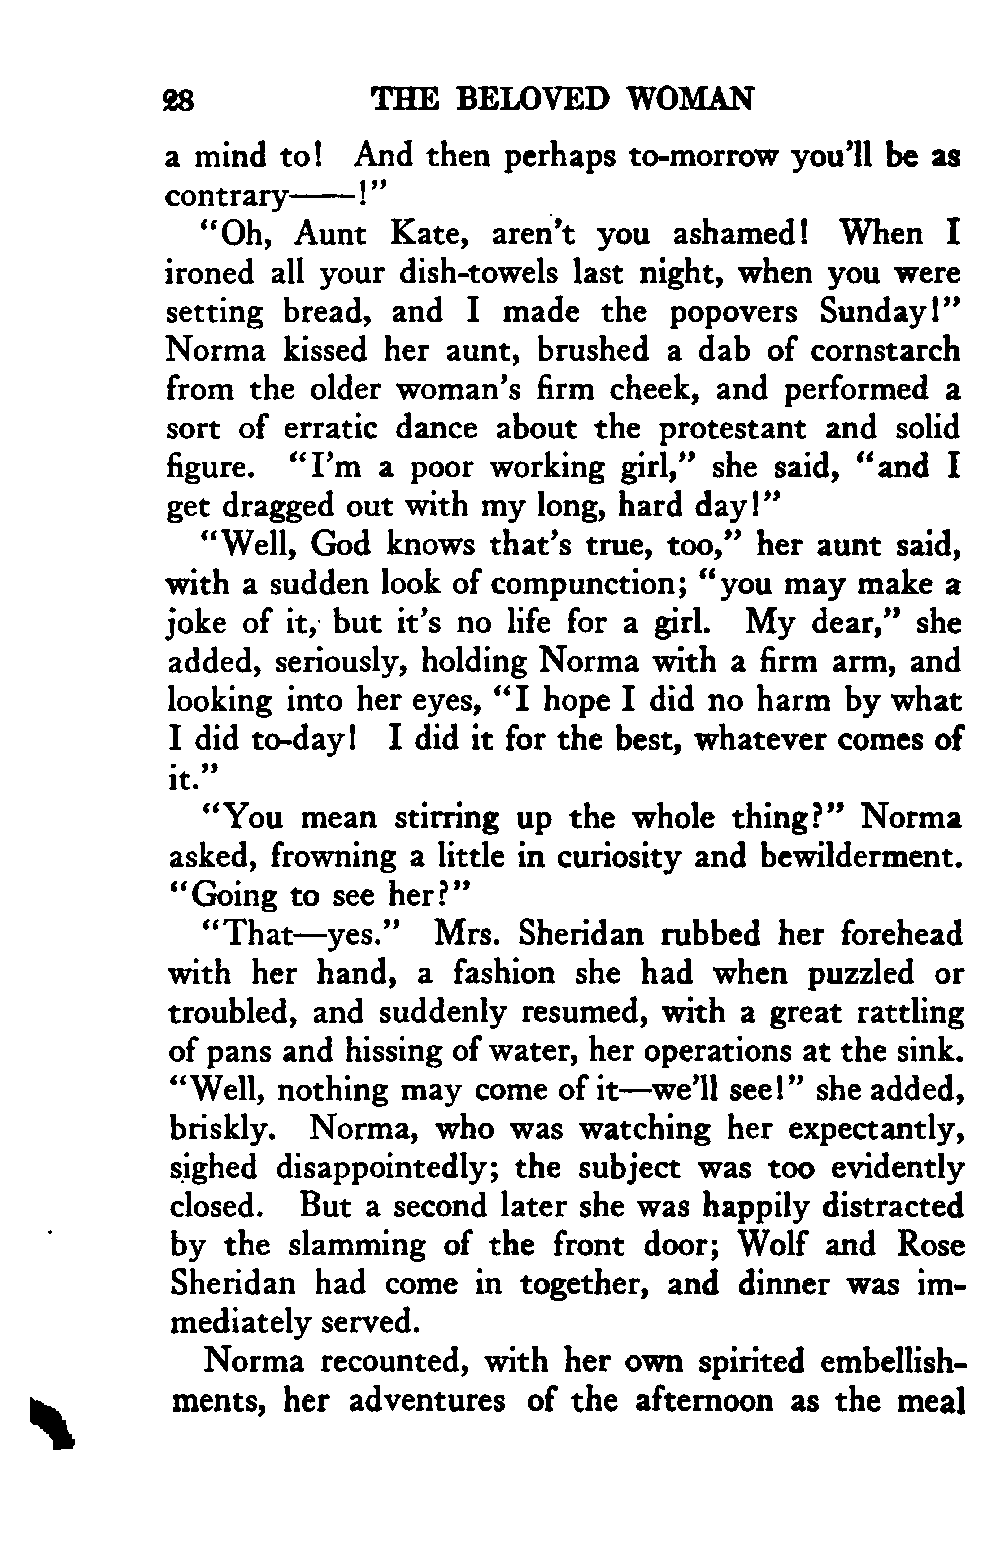 28 THE BELOVED WOMAN
a mind to! And then perhaps to-morrow you'll be as
contrary——!"
"Oh, Aunt Kate, aren't you ashamed! When I
ironed all your dish-towels last night, when you were
setting bread, and I made the popovers Sunday!"
Norma kissed her aunt, brushed a dab of cornstarch
from the older woman's firm cheek, and performed a
sort of erratic dance about the protestant and solid
figure. "I'm a poor working girl," she said, "and I
get dragged out with my long, hard day!"
"Well, God knows that's true, too," her aunt said,
with a sudden look of compunction; "you may make a
joke of it, but it's no life for a girl. My dear," she
added, seriously, holding Norma with a firm arm, and
looking into her eyes, "I hope I did no harm by what
I did to-day! I did it for the best, whatever comes of
it."
"You mean stirring up the whole thing?" Norma
asked, frowning a little in curiosity and bewilderment.
"Going to see her?"
"That—yes." Mrs. Sheridan rubbed her forehead
with her hand, a fashion she had when puzzled or
troubled, and suddenly resumed, with a great rattling
of pans and hissing of water, her operations at the sink.
"Well, nothing may come of it—we'll see!" she added,
briskly. Norma, who was watching her expectantly,
sighed disappointedly; the subject was too evidently
closed. But a second later she was happily distracted
by the slamming of the front door; Wolf and Rose
Sheridan had come in together, and dinner was im-
mediately served.
Norma recounted, with her own spirited embellish-
ments, her adventures of the afternoon as the meal